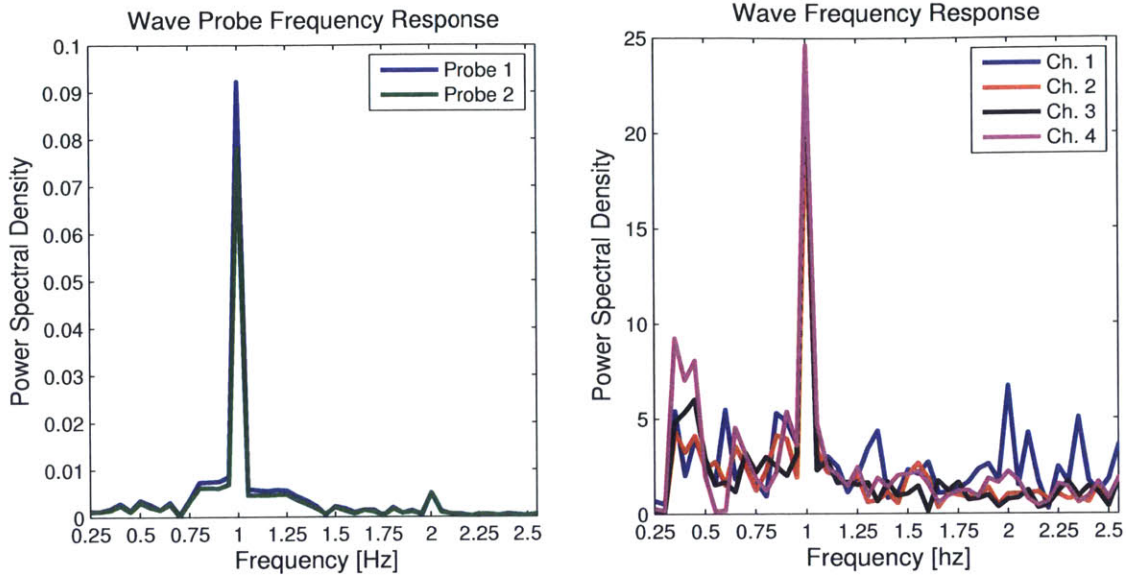 Wave Probe Frequency Response
0.1
0.09
0.08
0.07
0.06
0.05
0.04
0.03
0.02
0.01
0
Power Spectral Density
Probe 1
Probe 2
0.25 0.5 0.75 1 1.25 1.5 1.75 2 2.25 2.5
Frequency [Hz]
Wave Frequency Response
25
20
15
10
5
0
Power Spectral Density
Ch. 1
Ch. 2
Ch. 3
Ch. 4
0.25 0.5 0.75 1 1.25 1.5 1.75 2 2.25 2.5
Frequency [hz]